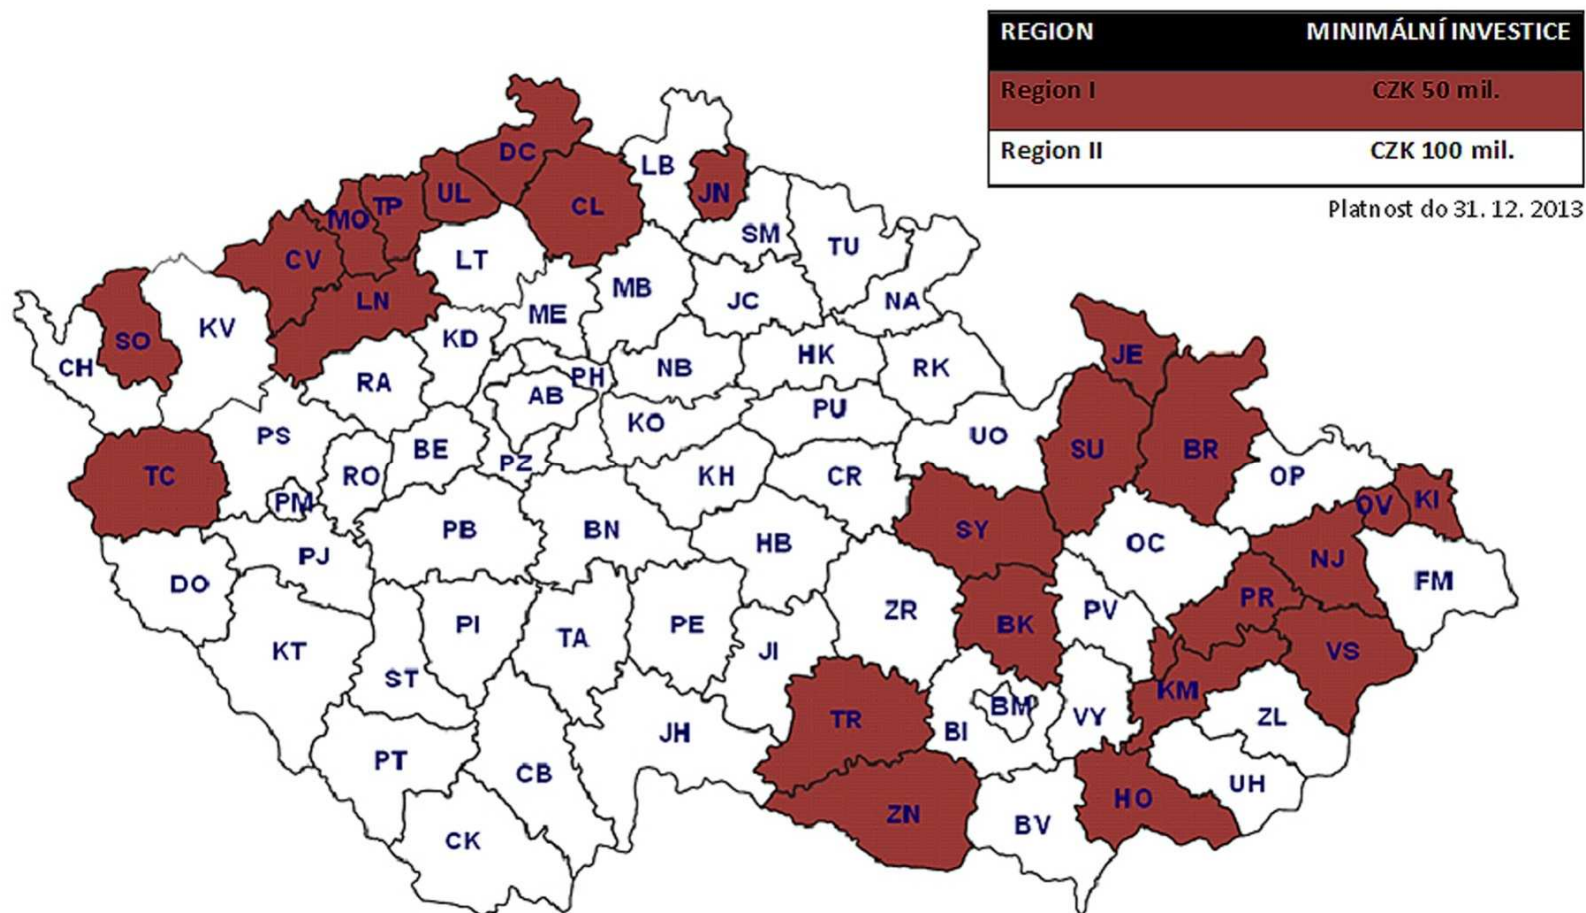 REGION MINIMÁLNÍ INVESTICE
Region I CZK 50 mil.
Region II CZK 100 mil.
Platnost do 31. 12. 2013
DC
LB
UL
JN
CL
TP
MO
SM
TU
CV
LT
MB
LN
JC
NA
ME
KV
SO
KD
CH
HK
JE
NB
RK
PH
RA
AB
PU
KO
PS
UO
BE
SU
BR
PZ
TC
RO
KH
CR
OP
PM
KI
OV
PB
BN
SY
HB
OC
PJ
NJ
DO
FM
PR
ZR
PV
PI
PE
BK
TA
KT
JI
VS
ST
KM
BM
TR
VY
ZL
JH
BI
PT
CB
UH
HO
ZN
BV
CK